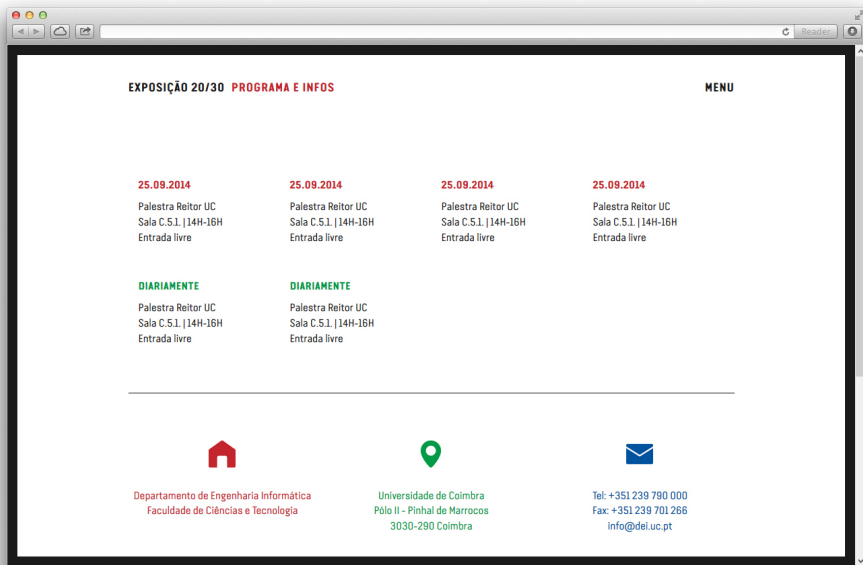 Reader
EXPOSIÇÃO 20/30 PROGRAMA E INFOS
MENU
25.09.2014
Palestra Reitor UC
Sala C.5.1. | 14H-16H
Entrada livre
25.09.2014
Palestra Reitor UC
Sala C.5.1. | 14H-16H
Entrada livre
25.09.2014
Palestra Reitor UC
Sala C.5.1. | 14H-16H
Entrada livre
25.09.2014
Palestra Reitor UC
Sala C.5.1. | 14H-16H
Entrada livre
DIARIAMENTE
Palestra Reitor UC
Sala C.5.1. | 14H-16H
Entrada livre
DIARIAMENTE
Palestra Reitor UC
Sala C.5.1. | 14H-16H
Entrada livre
Departamento de Engenharia Informática
Faculdade de Ciências e Tecnologia
Universidade de Coimbra
Pólo II - Pinhal de Marrocos
3030-290 Coimbra
Tel: +351 239 790 000
Fax: +351 239 701 266
info@dei.uc.pt